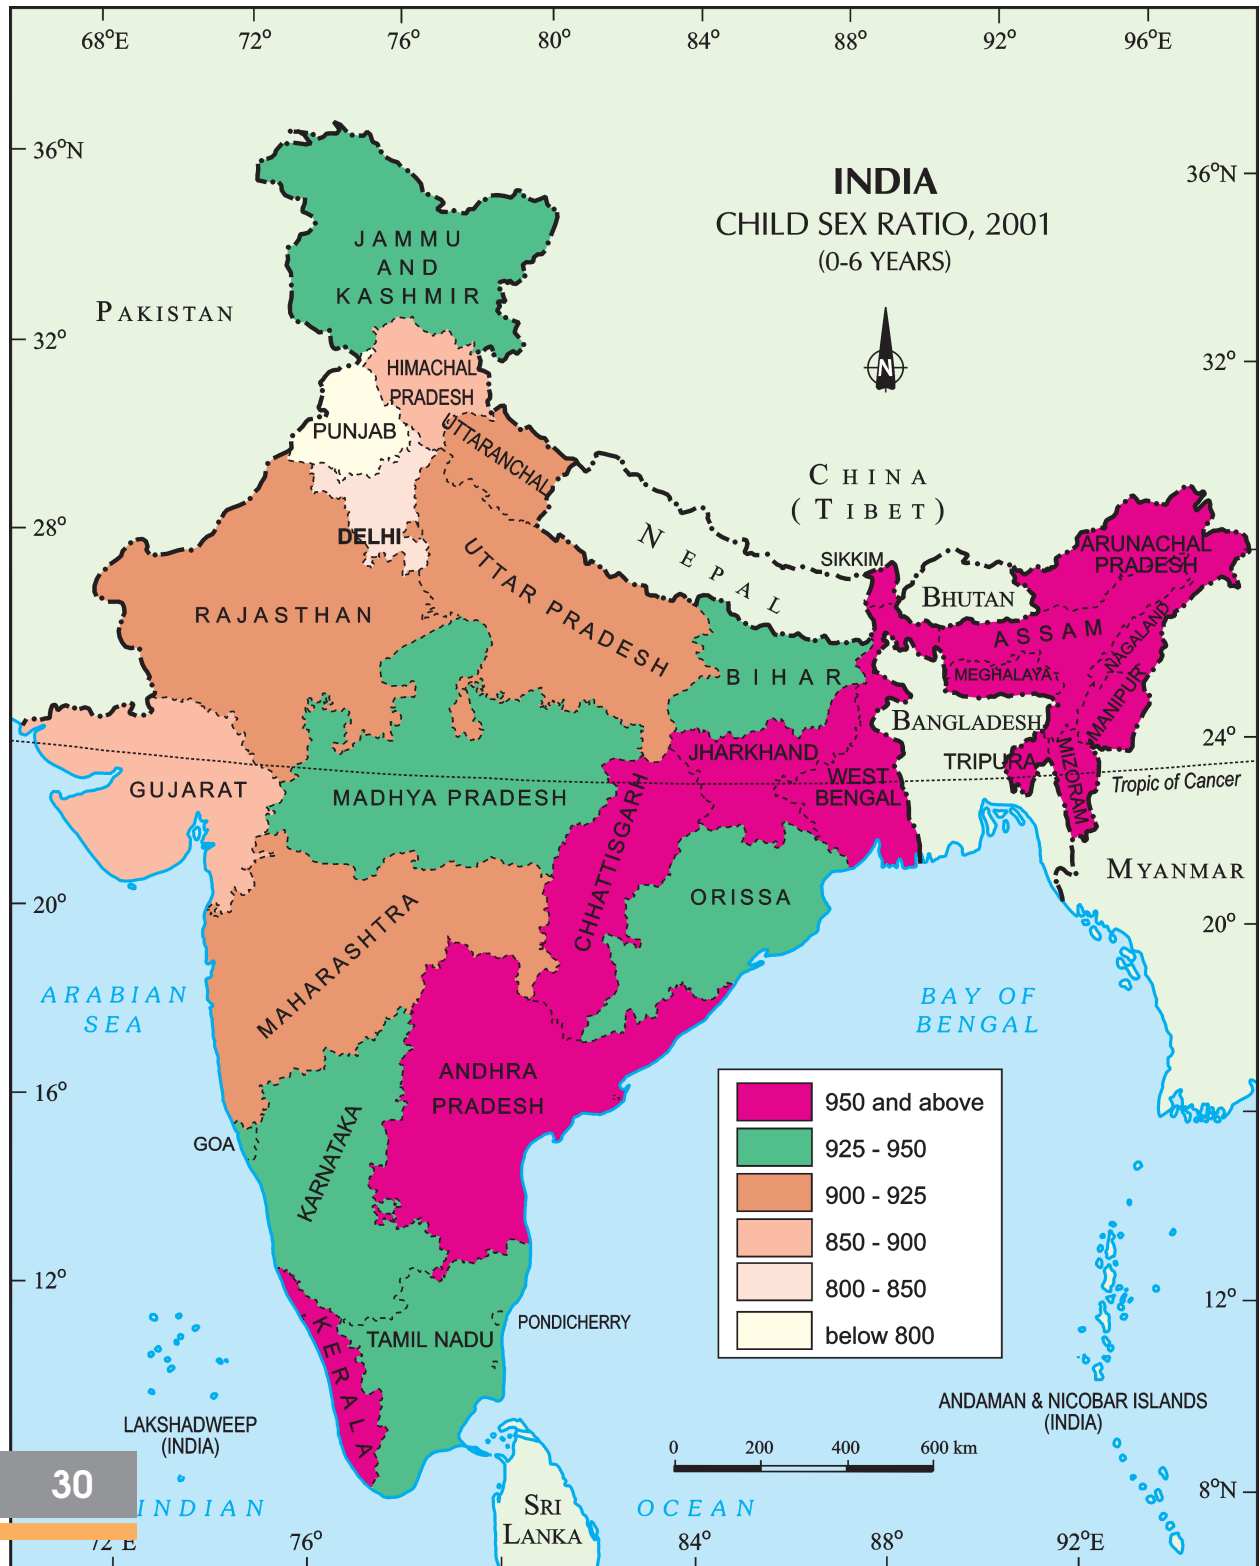 68°E 72° 76° 80° 84° 88° 92° 96°E
36°N
36°N
INDIA
CHILD SEX RATIO, 2001
(0-6 YEARS)
JAMMU
AND
KASHMIR
PAKISTAN
N
32°
32°
HIMACHAL
PRADESH
PUNJAB
UTTARANCHAL
CHINA
(TIBET)
28°
DELHI
NEPAL
SIKKIM
ARUNACHAL
PRADESH
BHUTAN
RAJASTHAN
UTTAR PRADESH
ASSAM
NAGALAND
BIHAR
MEGHALAYA
MANIPUR
BANGLADESH
24°
JHARKHAND
TRIPURA
MIZORAM
Tropic of Cancer
GUJARAT
MADHYA PRADESH
WEST
BENGAL
CHHATTISGARH
MYANMAR
ORISSA
20°
20°
MAHARASHTRA
ARABIAN
SEA
BAY OF
BENGAL
ANDHRA
PRADESH
16°
GOA
KARNATAKA
950 and above
925 - 950
900 - 925
850 - 900
800 - 850
below 800
12°
12°
PONDICHERRY
TAMIL NADU
KERALA
LAKSHADWEEP
(INDIA)
ANDAMAN & NICOBAR ISLANDS
(INDIA)
0 200 400 600 km
30
8°N
INDIAN OCEAN
SRI
LANKA
72°E 76° 84° 88° 92°E